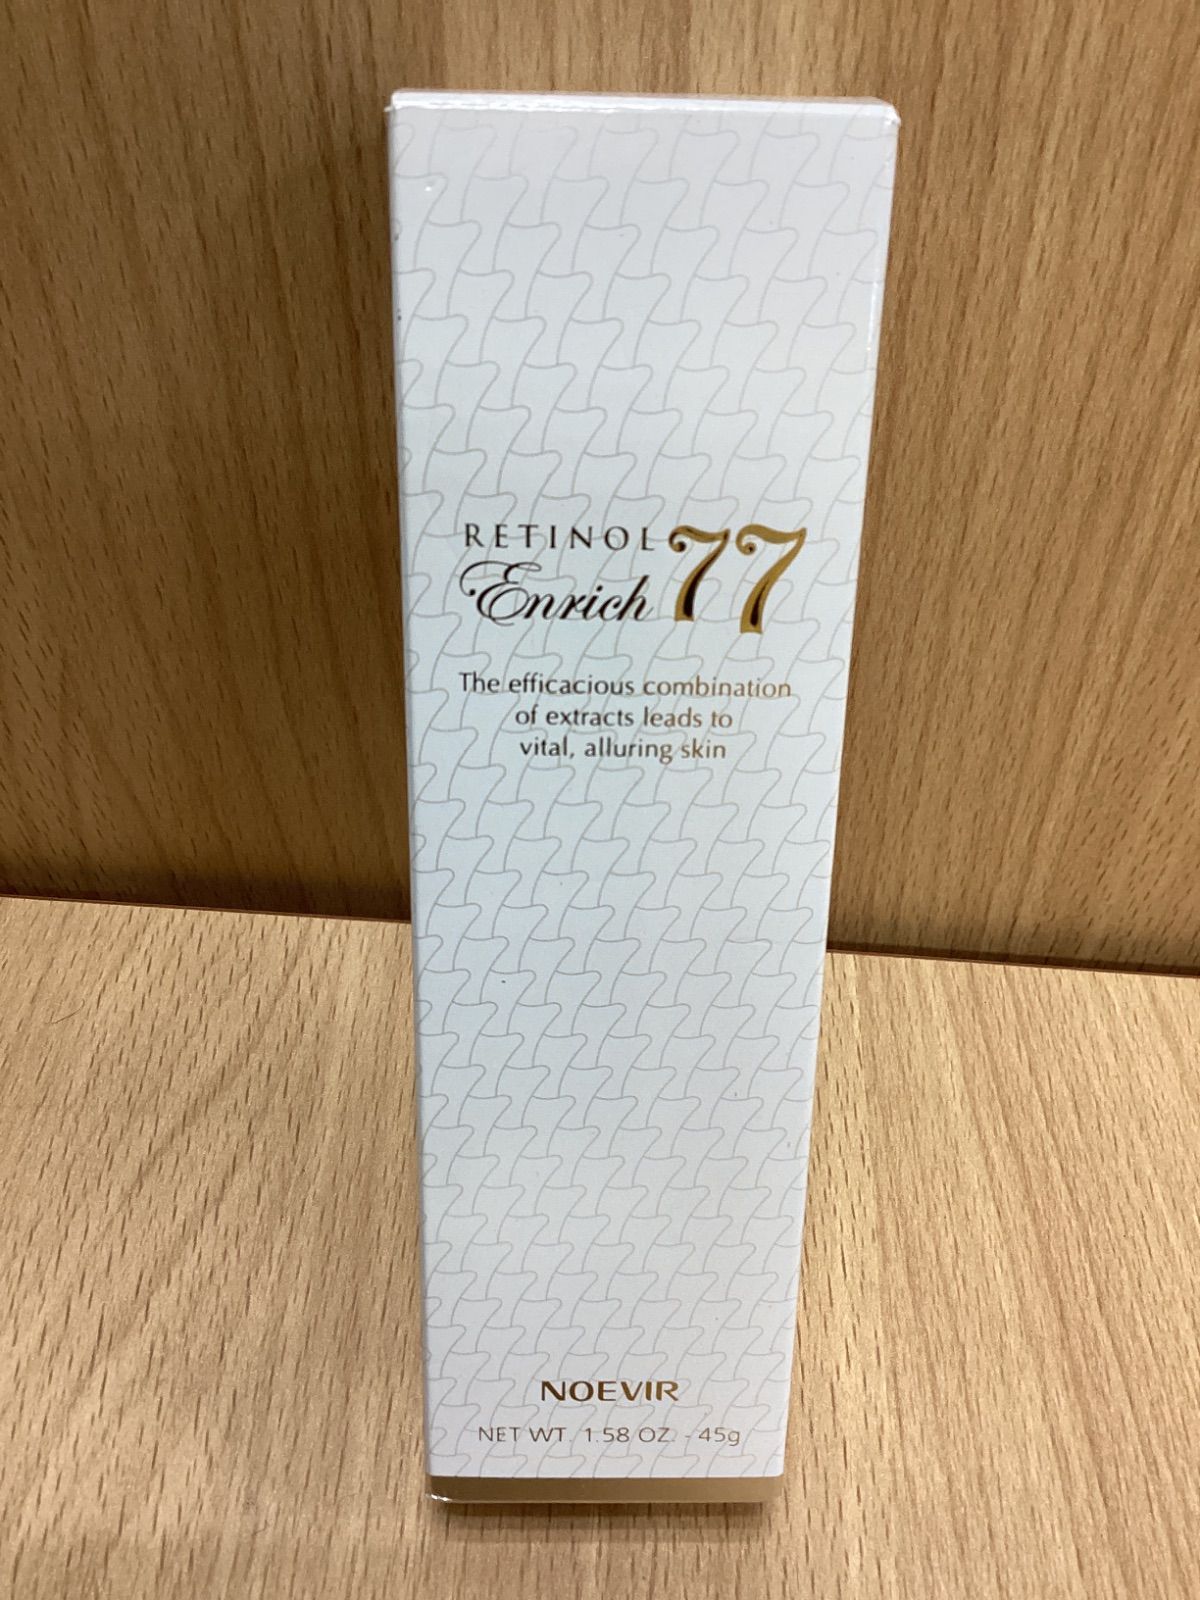 RETINOL 77
Enrich
The efficacious combination
of extracts leads to
vital, alluring skin
NOEVIR
NET WT. 1.58 OZ. - 45g